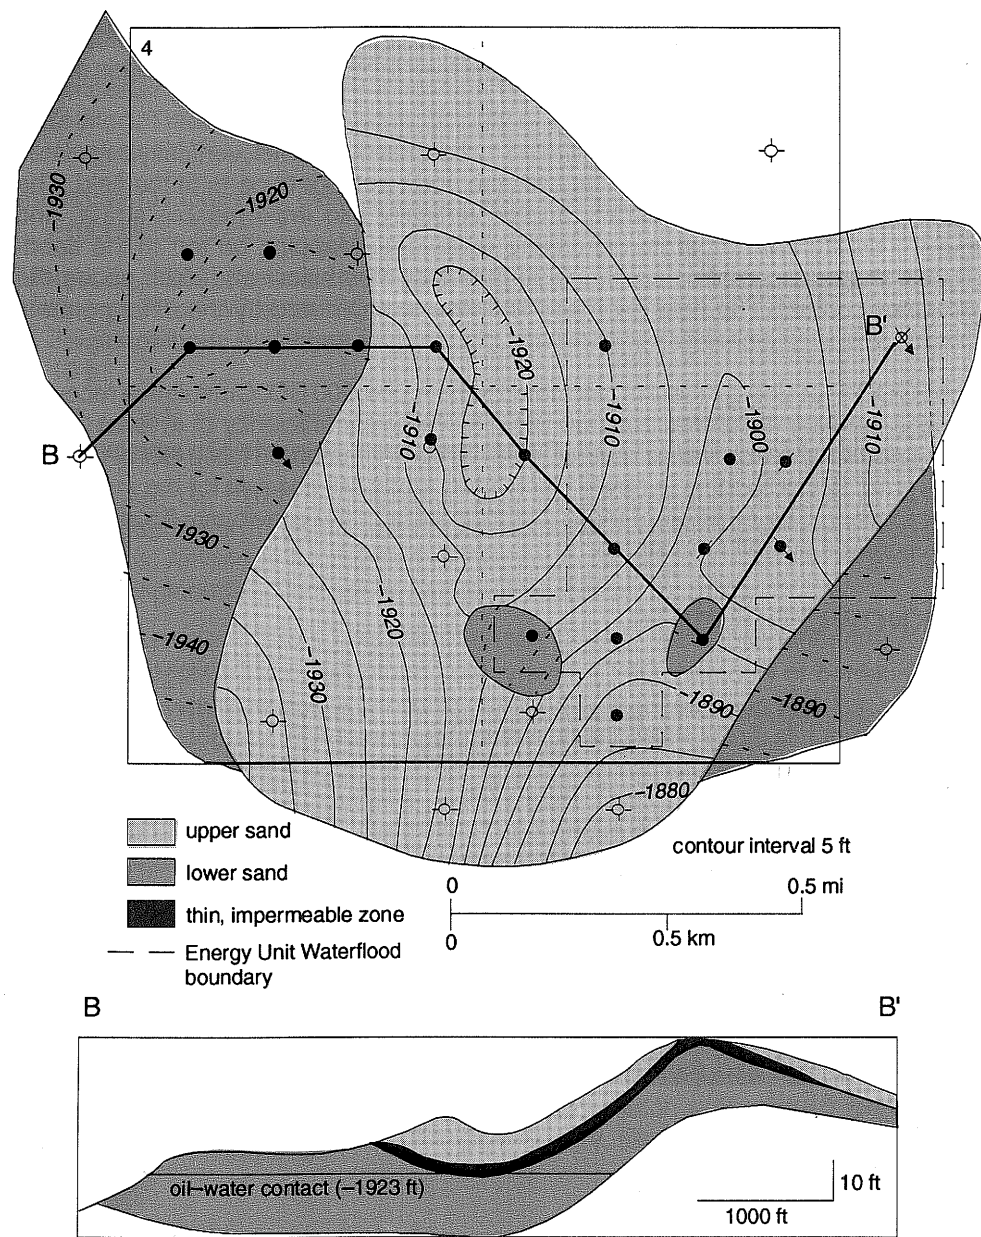 4
–1930
–1920
–1920
B'
–1910
–1910
–1900
–1910
B
–1930
–1920
–1940
–1930
–1890
–1890
–1880
upper sand
lower sand
thin, impermeable zone
Energy Unit Waterflood
boundary
contour interval 5 ft
0
0.5 mi
0
0.5 km
B
B'
oil–water contact (–1923 ft)
10 ft
1000 ft